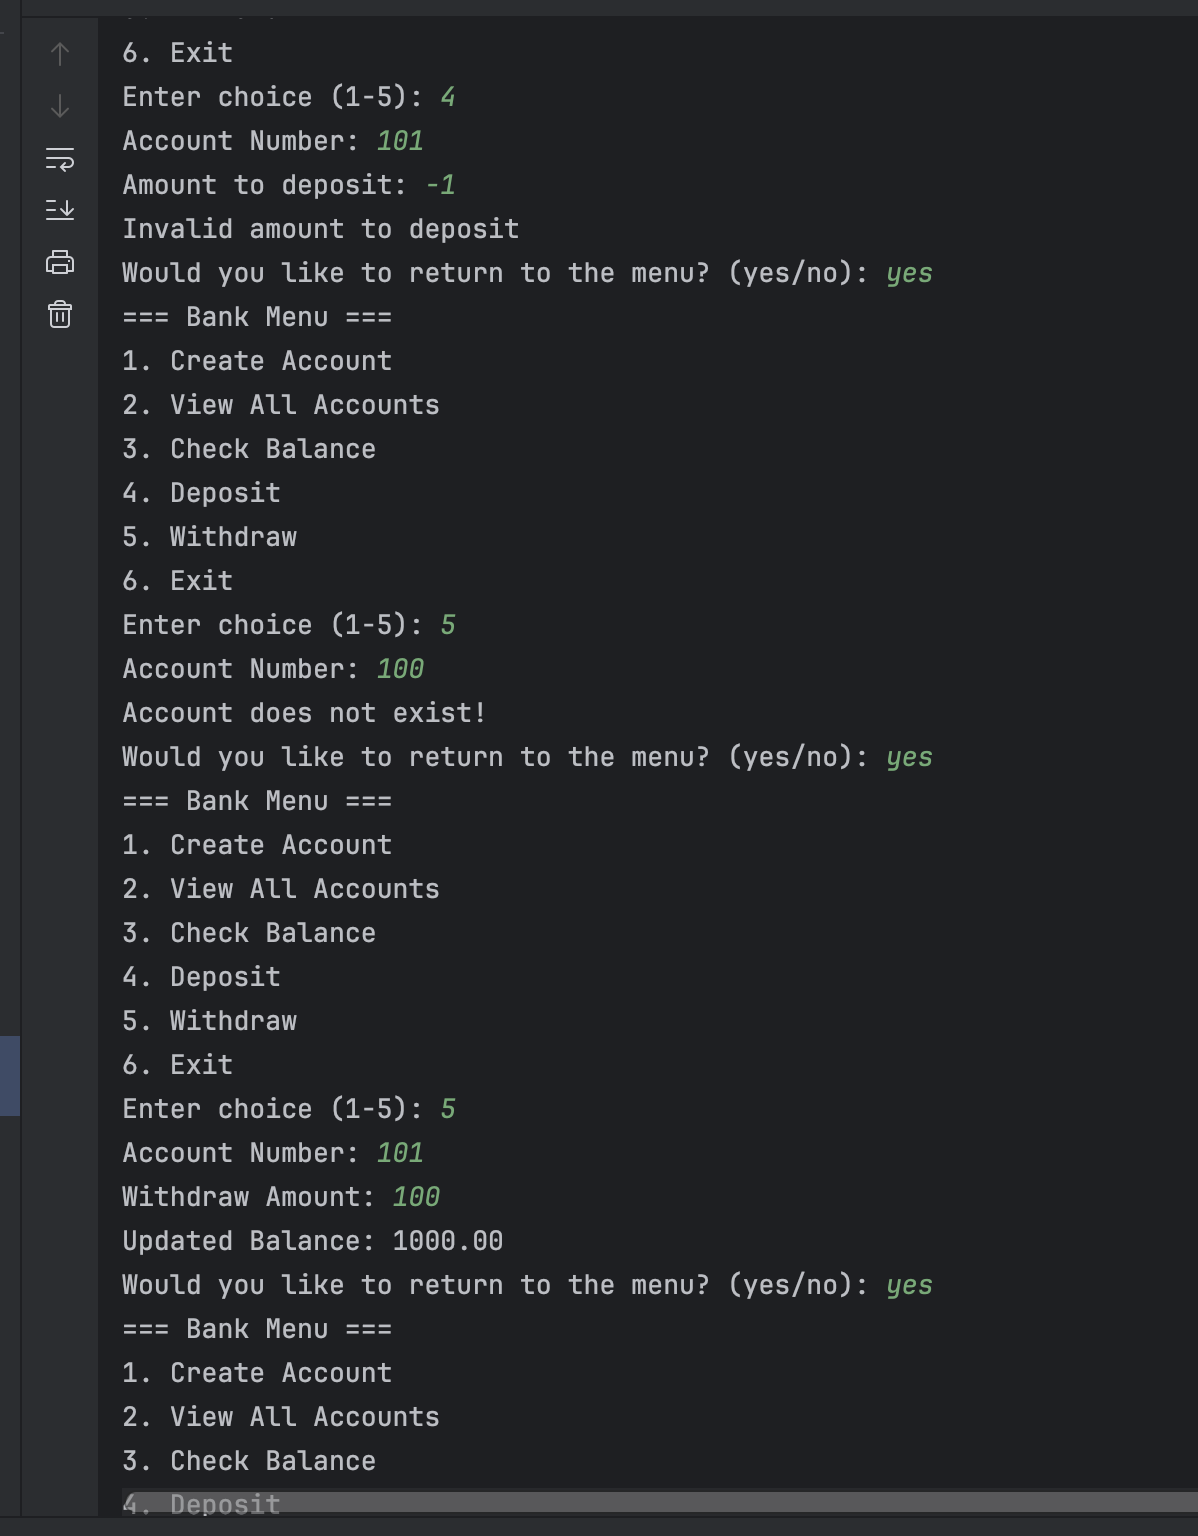 6. Exit
Enter choice (1-5): 4
Account Number: 101
Amount to deposit: -1
Invalid amount to deposit
Would you like to return to the menu? (yes/no): yes
=== Bank Menu ===
1. Create Account
2. View All Accounts
3. Check Balance
4. Deposit
5. Withdraw
6. Exit
Enter choice (1-5): 5
Account Number: 100
Account does not exist!
Would you like to return to the menu? (yes/no): yes
=== Bank Menu ===
1. Create Account
2. View All Accounts
3. Check Balance
4. Deposit
5. Withdraw
6. Exit
Enter choice (1-5): 5
Account Number: 101
Withdraw Amount: 100
Updated Balance: 1000.00
Would you like to return to the menu? (yes/no): yes
=== Bank Menu ===
1. Create Account
2. View All Accounts
3. Check Balance
4. Deposit